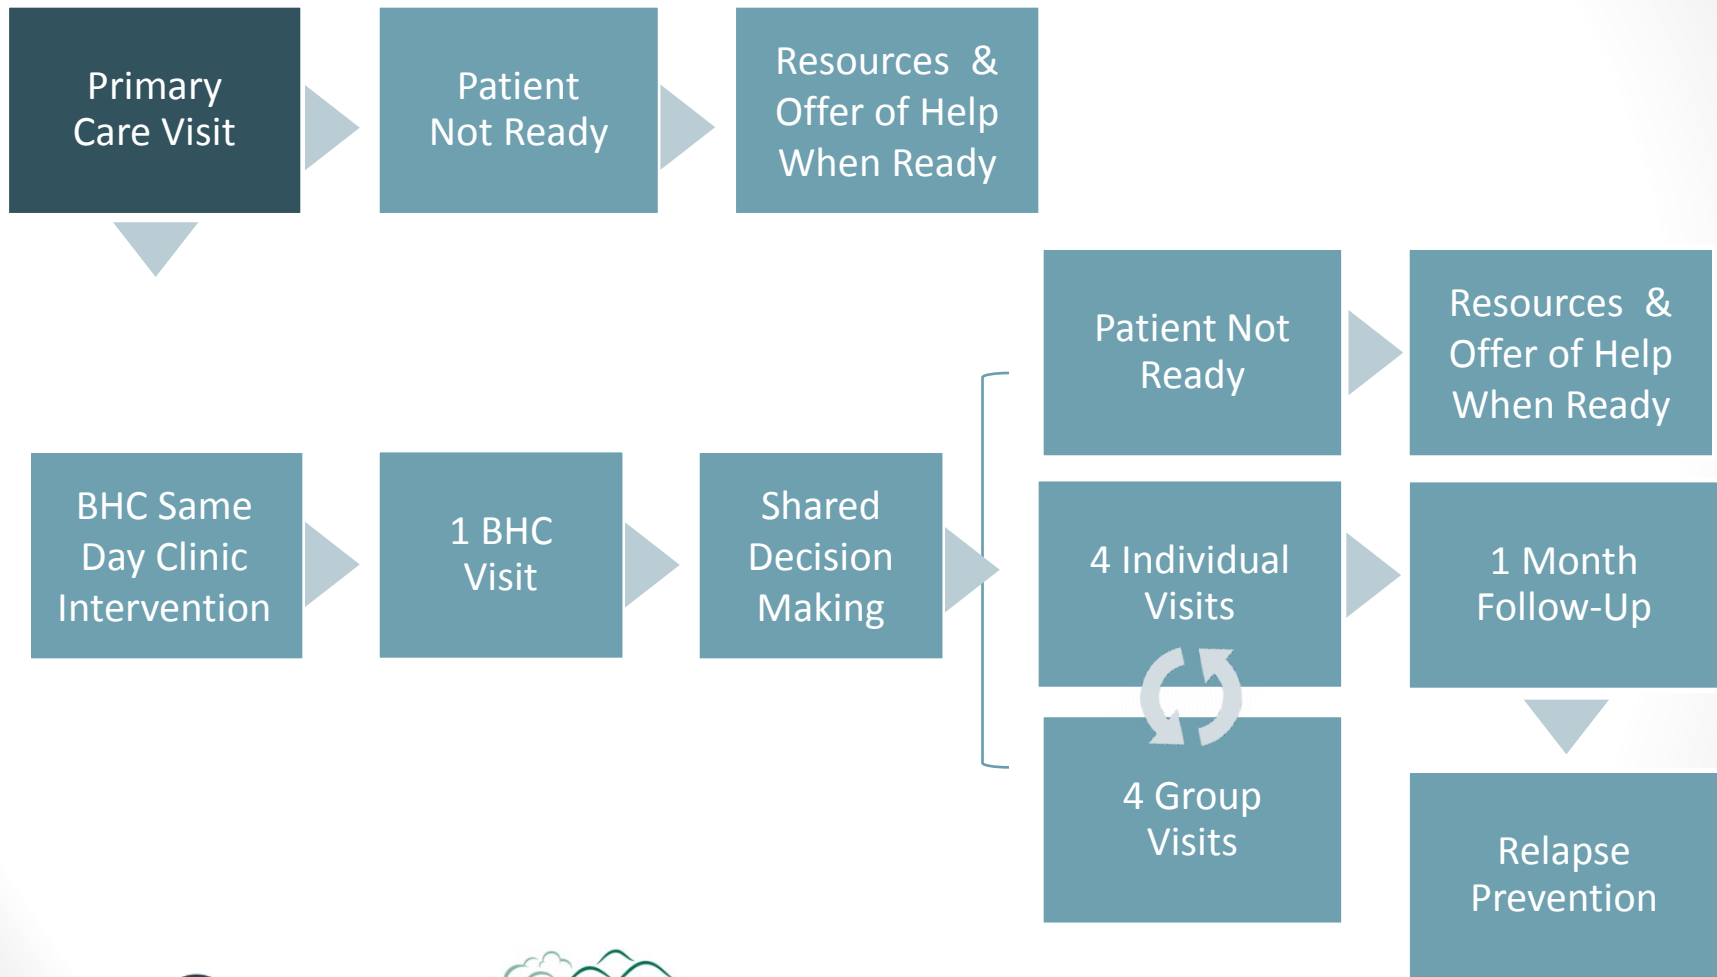 Primary
Care Visit
Patient
Not Ready
Resources &
Offer of Help
When Ready
Patient Not
Ready
Resources &
Offer of Help
When Ready
BHC Same
Day Clinic
Intervention
1 BHC
Visit
Shared
Decision
Making
4 Individual
Visits
1 Month
Follow-Up
4 Group
Visits
Relapse
Prevention